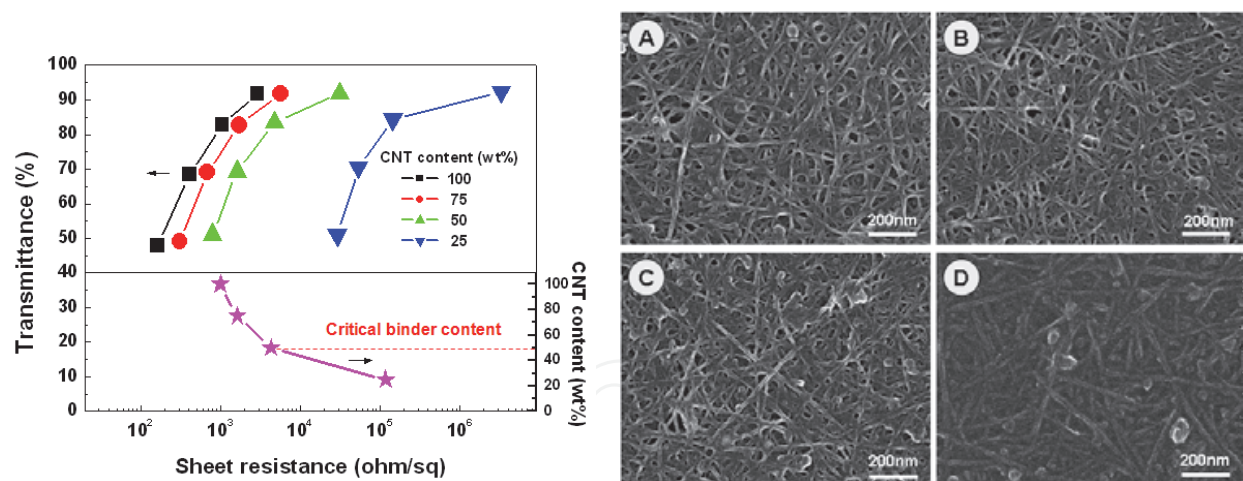 100
90
80
70
60
50
40
30
20
10
0
Transmittance (%)
CNT content (wt%)
100
75
50
25
Critical binder content
100
80
60
40
20
0
CNT content (wt%)
10²
10³
10⁴
10⁵
10⁶
Sheet resistance (ohm/sq)
A
200nm
B
200nm
C
200nm
D
200nm